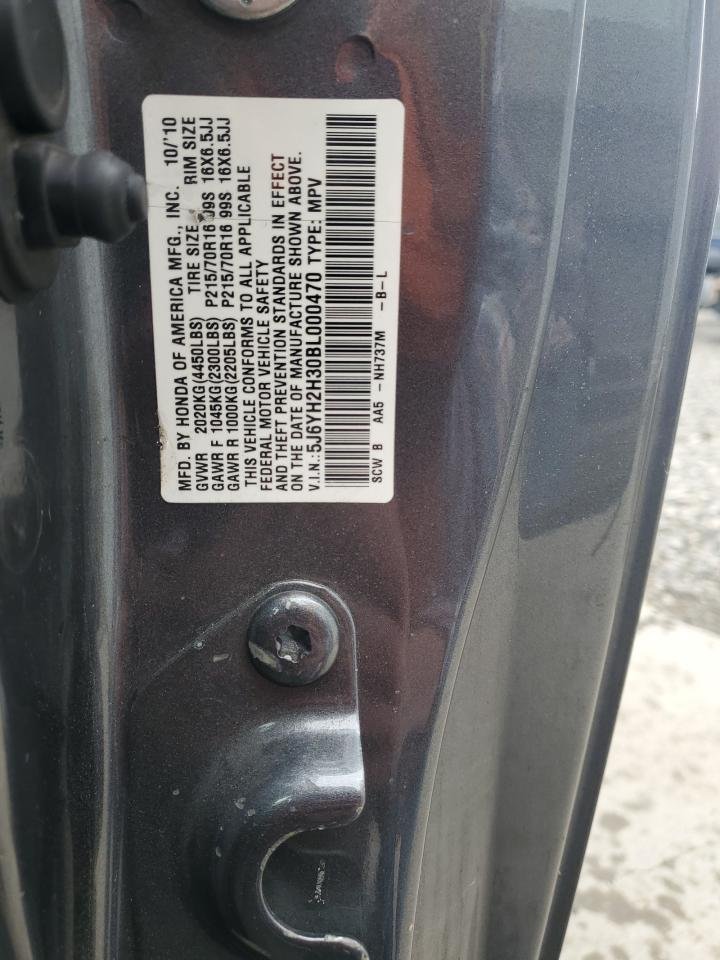 MFD. BY HONDA OF AMERICA MFG., INC. 10/'10
GVWR 2020KG(4450LBS) TIRE SIZE RIM SIZE
GAWR F 1045KG(2300LBS) P215/70R16 99S 16X6.5JJ
GAWR R 1000KG(2205LBS) P215/70R16 99S 16X6.5JJ
THIS VEHICLE CONFORMS TO ALL APPLICABLE
FEDERAL MOTOR VEHICLE SAFETY
AND THEFT PREVENTION STANDARDS IN EFFECT
ON THE DATE OF MANUFACTURE SHOWN ABOVE.
V.I.N.:5J6YH2H30BL000470 TYPE: MPV
SCW B AA5 -NH737M -B-L